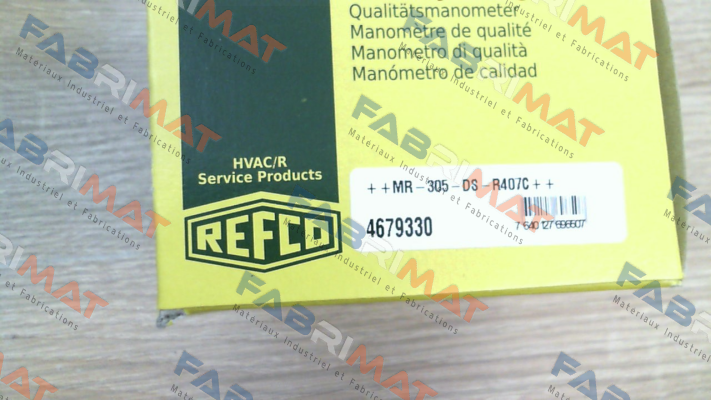 Qualitätsmanometer
Manomètre de qualité
Manometro di qualità
Manómetro de calidad
HVAC/R
Service Products
REFCO
++MR-305-DS-R407C++
4679330
7640127696507
FABRIMAT
Materiaux Industriel et Fabrications